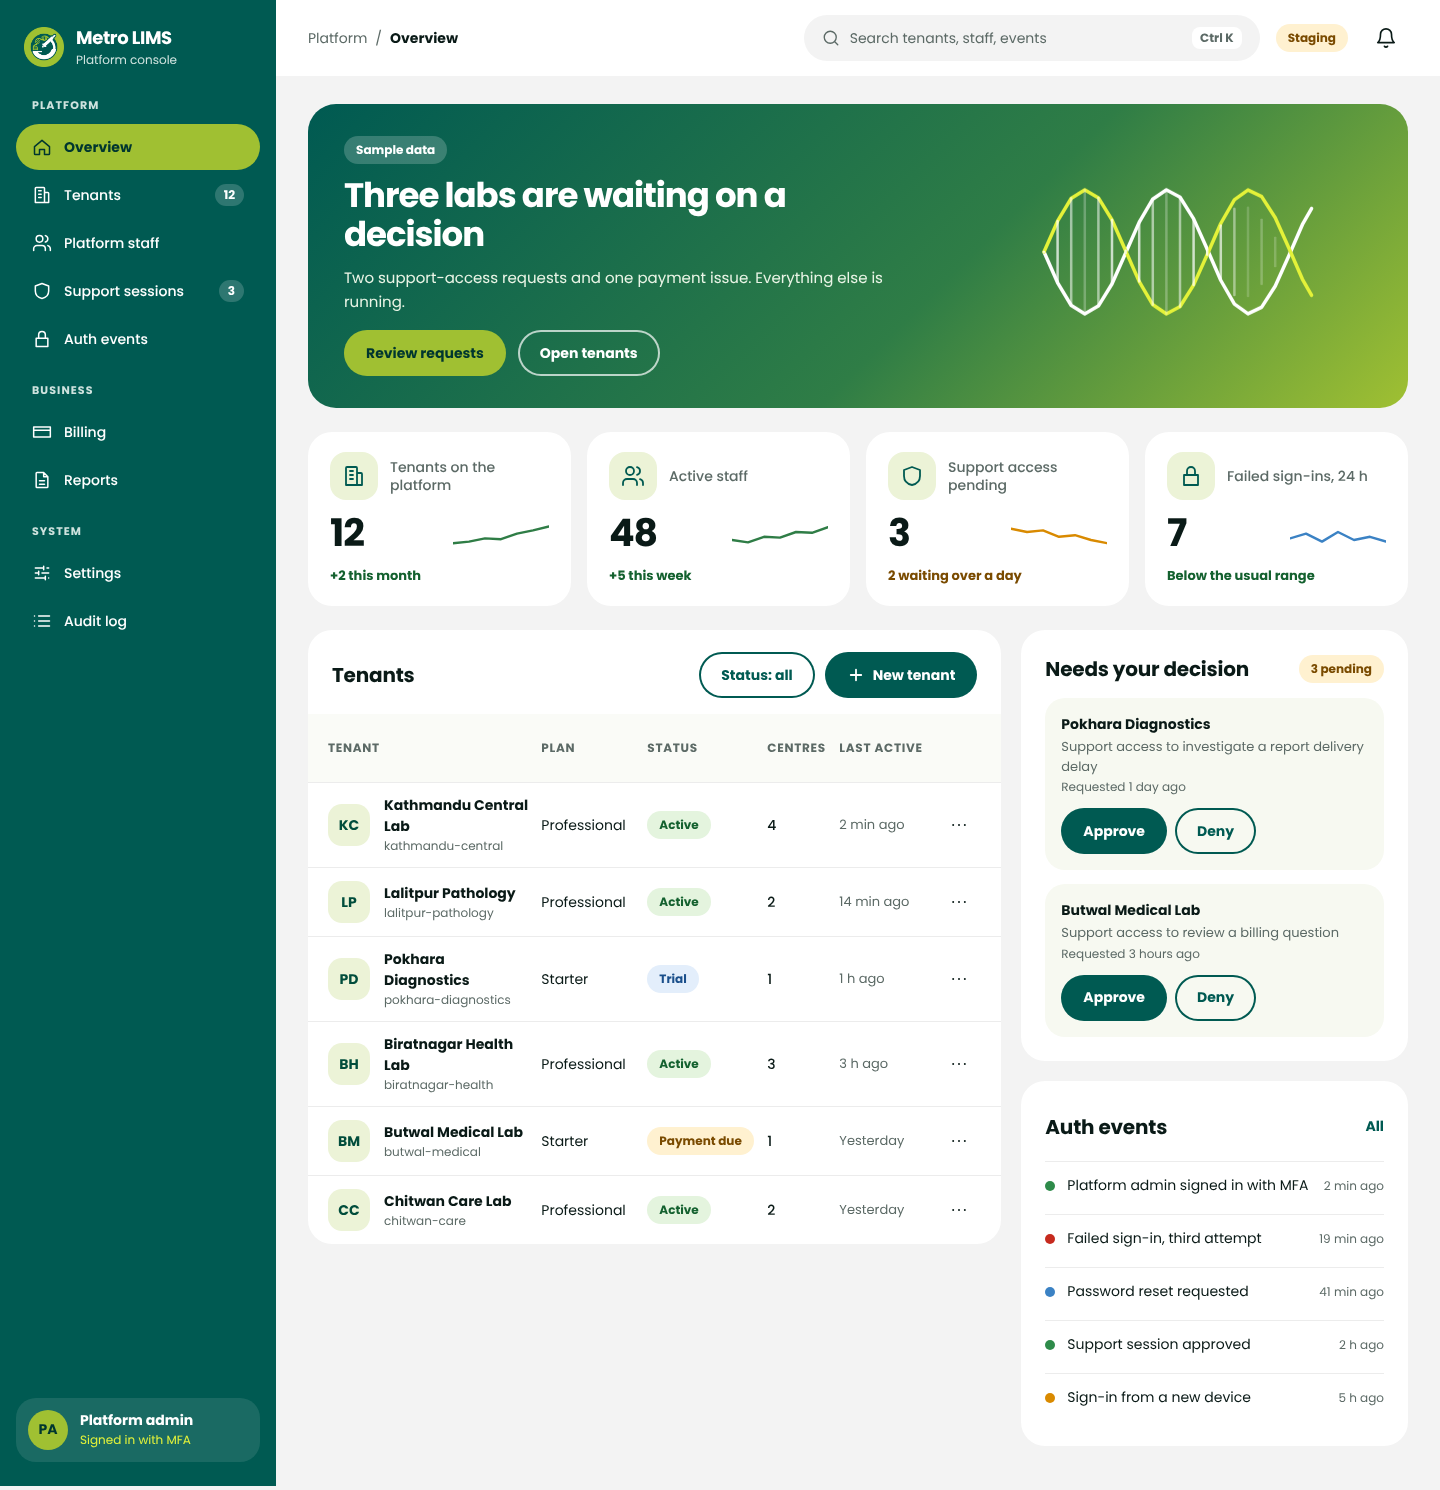 Metro LIMS
Platform console
PLATFORM
Overview
Tenants 12
Platform staff
Support sessions 3
Auth events
BUSINESS
Billing
Reports
SYSTEM
Settings
Audit log
PA
Platform admin
Signed in with MFA
Platform / Overview
Search tenants, staff, events Ctrl K
Staging
Sample data
Three labs are waiting on a
decision
Two support-access requests and one payment issue. Everything else is
running.
Review requests Open tenants
Tenants on the
platform
12
+2 this month
Active staff
48
+5 this week
Support access
pending
3
2 waiting over a day
Failed sign-ins, 24 h
7
Below the usual range
Tenants
Status: all + New tenant
TENANT PLAN STATUS CENTRES LAST ACTIVE
KC Kathmandu Central
Lab
kathmandu-central
Professional Active 4 2 min ago ...
LP Lalitpur Pathology
lalitpur-pathology
Professional Active 2 14 min ago ...
PD Pokhara
Diagnostics
pokhara-diagnostics
Starter Trial 1 1 h ago ...
BH Biratnagar Health
Lab
biratnagar-health
Professional Active 3 3 h ago ...
BM Butwal Medical Lab
butwal-medical
Starter Payment due 1 Yesterday ...
CC Chitwan Care Lab
chitwan-care
Professional Active 2 Yesterday ...
Needs your decision 3 pending
Pokhara Diagnostics
Support access to investigate a report delivery
delay
Requested 1 day ago
Approve Deny
Butwal Medical Lab
Support access to review a billing question
Requested 3 hours ago
Approve Deny
Auth events All
Platform admin signed in with MFA 2 min ago
Failed sign-in, third attempt 19 min ago
Password reset requested 41 min ago
Support session approved 2 h ago
Sign-in from a new device 5 h ago